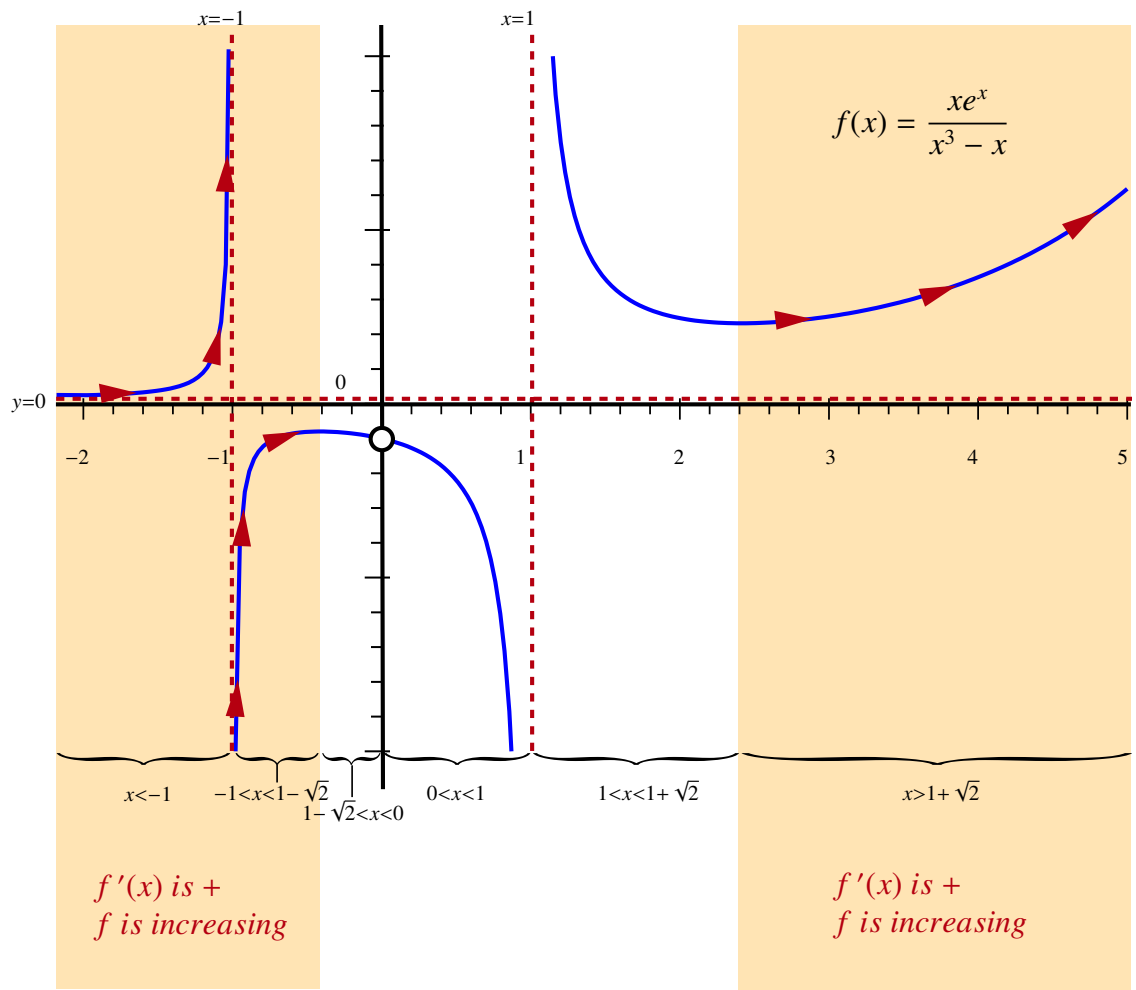 x=−1
x=1
f(x) = xe^x / (x^3 − x)
0
y=0
−2 −1 1 2 3 4 5
x<−1
−1<x<1−√2
1−√2<x<0
0<x<1
1<x<1+√2
x>1+√2
f′(x) is +
f is increasing
f′(x) is +
f is increasing